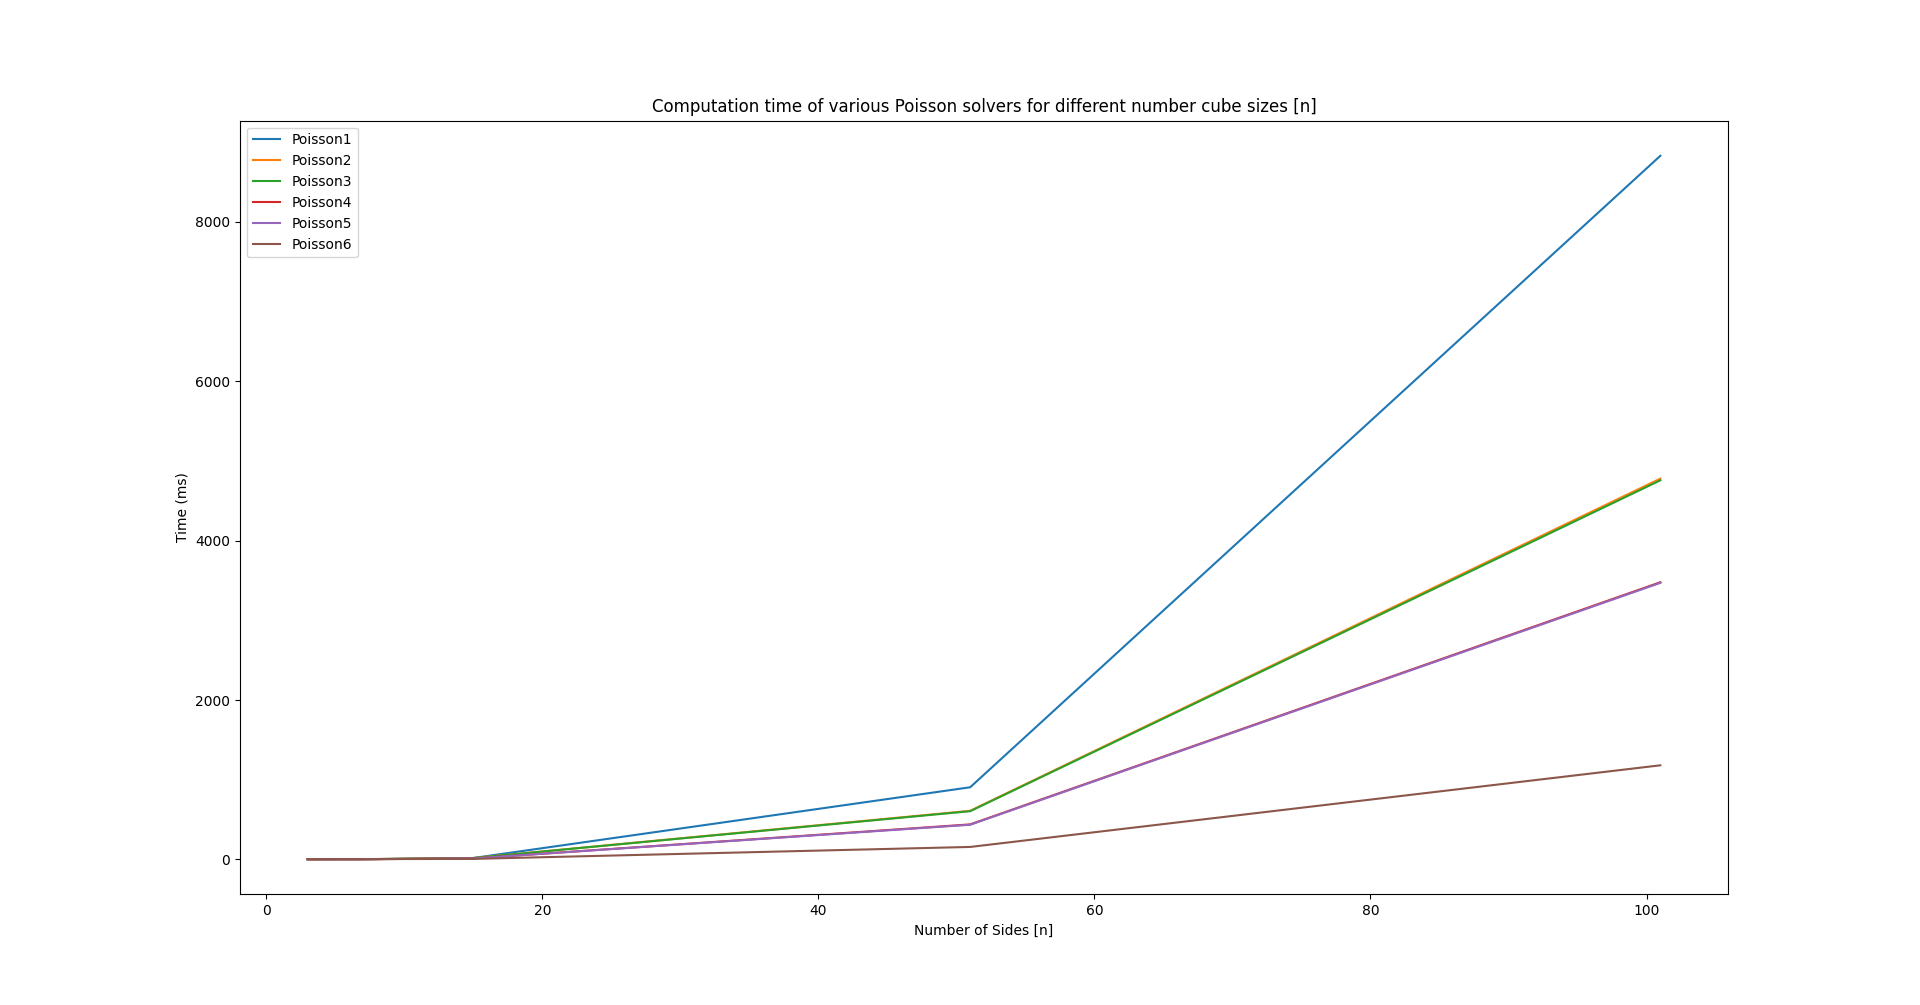 Computation time of various Poisson solvers for different number cube sizes [n]
Poisson1
Poisson2
Poisson3
Poisson4
Poisson5
Poisson6
8000
6000
4000
2000
0
Time (ms)
0 20 40 60 80 100
Number of Sides [n]